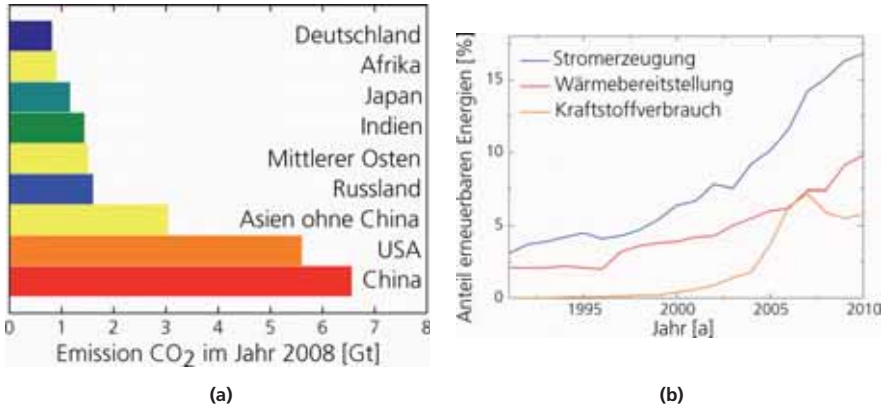 Deutschland
Afrika
Japan
Indien
Mittlerer Osten
Russland
Asien ohne China
USA
China
0 1 2 3 4 5 6 7 8
Emission CO2 im Jahr 2008 [Gt]
(a)
Anteil erneuerbaren Energien [%]
15
10
5
0
Stromerzeugung
Wärmebereitstellung
Kraftstoffverbrauch
1995 2000 2005 2010
Jahr [a]
(b)